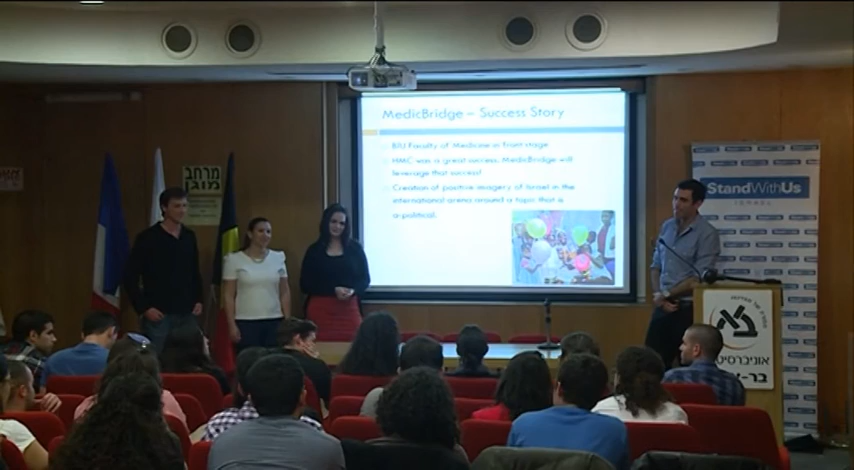 MedicBridge – Success Story
BIU Faculty of Medicine in front stage
HMC was a great success. MedicBridge will
leverage that success!
Creation of positive imagery of Israel in the
international arena around a topic that is
a-political.
מרחב
מוגן
StandWithUs
ISRAEL
אוניברסיטת
בר-א